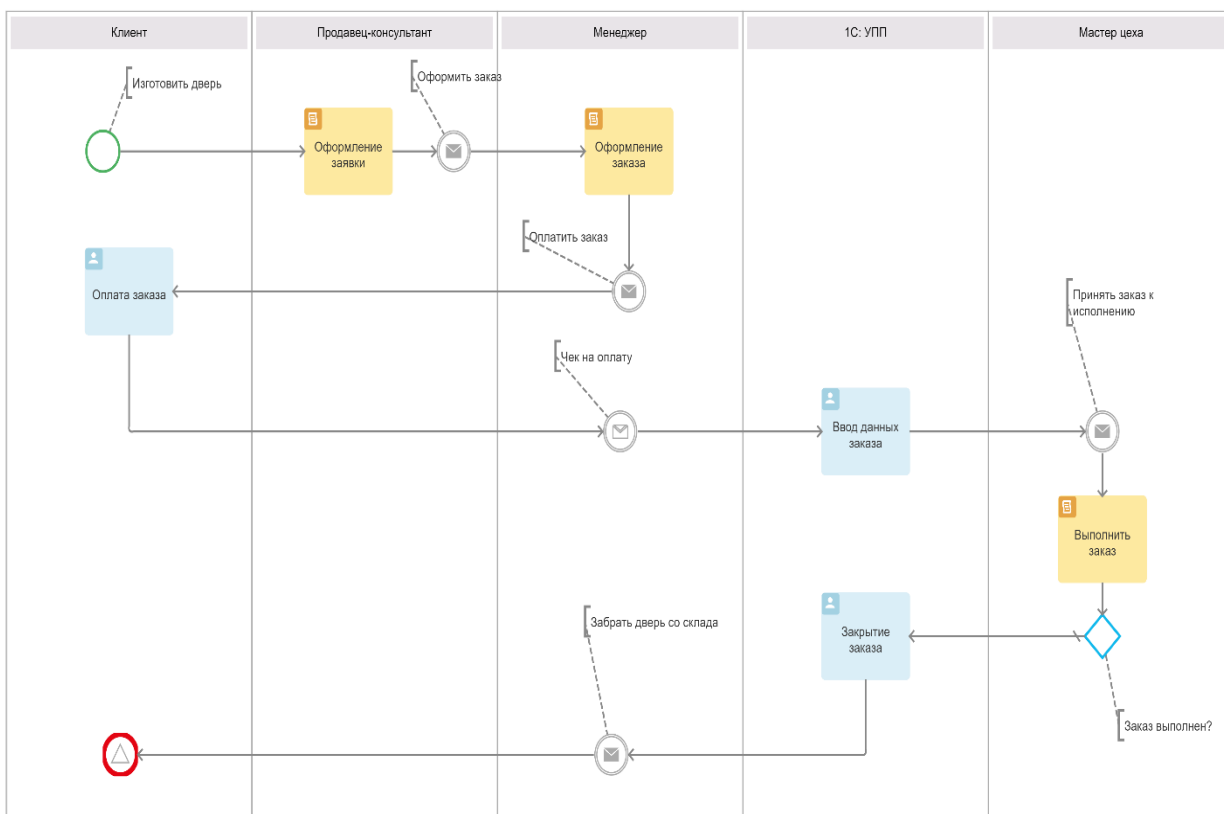 Клиент
Продавец-консультант
Менеджер
1С: УПП
Мастер цеха
Изготовить дверь
Оформить заказ
Оформление
заявки
Оформление
заказа
Оплатить заказ
Оплата заказа
Принять заказ к
исполнению
Чек на оплату
Ввод данных
заказа
Выполнить
заказ
Забрать дверь со склада
Закрытие
заказа
Заказ выполнен?